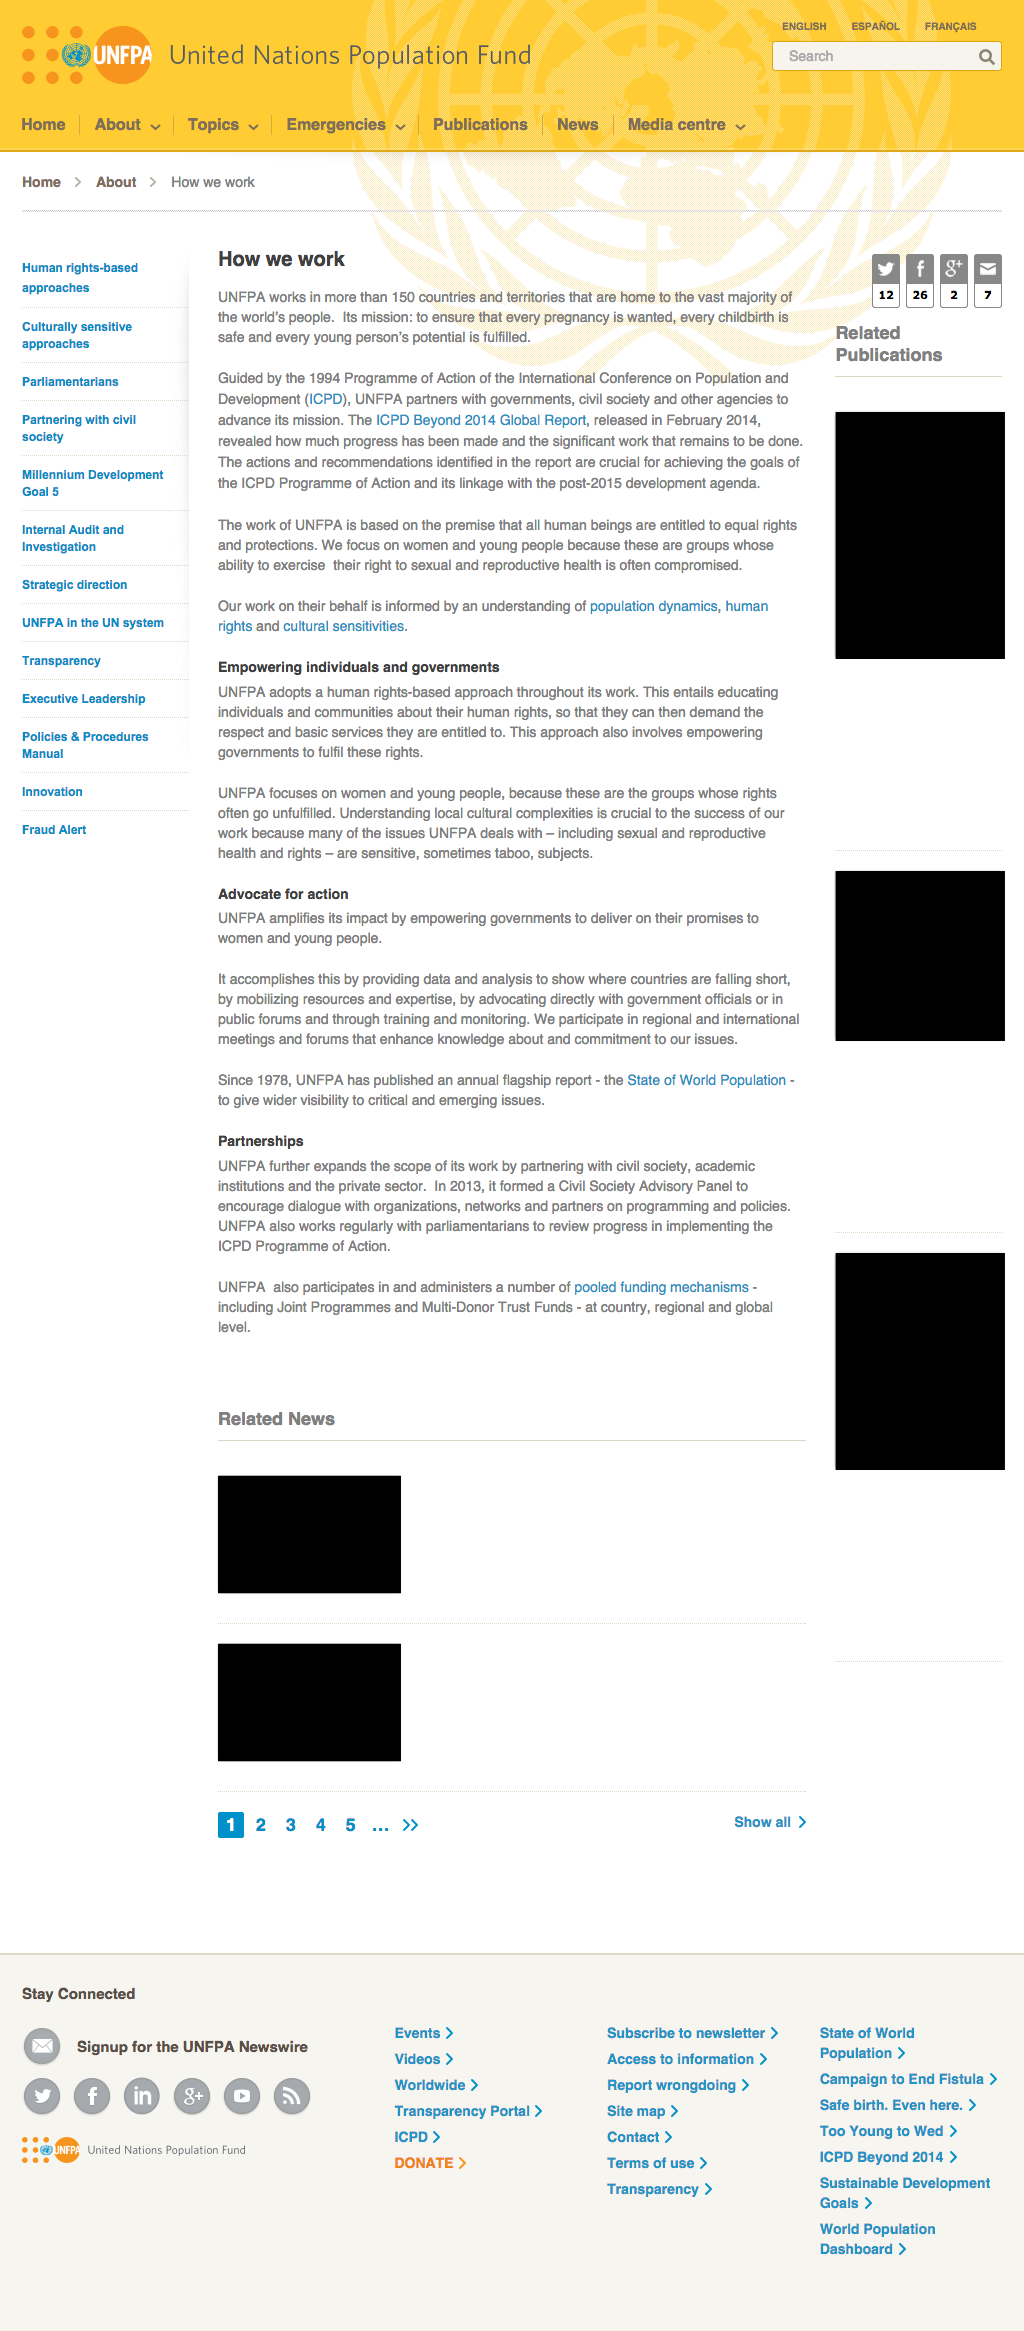 ENGLISH ESPAÑOL FRANÇAIS
UNFPA United Nations Population Fund
Search
Home About Topics Emergencies Publications News Media centre
Home > About > How we work
Human rights-based
approaches
Culturally sensitive
approaches
Parliamentarians
Partnering with civil
society
Millennium Development
Goal 5
Internal Audit and
Investigation
Strategic direction
UNFPA in the UN system
Transparency
Executive Leadership
Policies & Procedures
Manual
Innovation
Fraud Alert
How we work
UNFPA works in more than 150 countries and territories that are home to the vast majority of
the world's people.  Its mission: to ensure that every pregnancy is wanted, every childbirth is
safe and every young person's potential is fulfilled.
Guided by the 1994 Programme of Action of the International Conference on Population and
Development (ICPD), UNFPA partners with governments, civil society and other agencies to
advance its mission. The ICPD Beyond 2014 Global Report, released in February 2014,
revealed how much progress has been made and the significant work that remains to be done.
The actions and recommendations identified in the report are crucial for achieving the goals of
the ICPD Programme of Action and its linkage with the post-2015 development agenda.
The work of UNFPA is based on the premise that all human beings are entitled to equal rights
and protections. We focus on women and young people because these are groups whose
ability to exercise  their right to sexual and reproductive health is often compromised.
Our work on their behalf is informed by an understanding of population dynamics, human
rights and cultural sensitivities.
Empowering individuals and governments
UNFPA adopts a human rights-based approach throughout its work. This entails educating
individuals and communities about their human rights, so that they can then demand the
respect and basic services they are entitled to. This approach also involves empowering
governments to fulfil these rights.
UNFPA focuses on women and young people, because these are the groups whose rights
often go unfulfilled. Understanding local cultural complexities is crucial to the success of our
work because many of the issues UNFPA deals with – including sexual and reproductive
health and rights – are sensitive, sometimes taboo, subjects.
Advocate for action
UNFPA amplifies its impact by empowering governments to deliver on their promises to
women and young people.
It accomplishes this by providing data and analysis to show where countries are falling short,
by mobilizing resources and expertise, by advocating directly with government officials or in
public forums and through training and monitoring. We participate in regional and international
meetings and forums that enhance knowledge about and commitment to our issues.
Since 1978, UNFPA has published an annual flagship report - the State of World Population -
to give wider visibility to critical and emerging issues.
Partnerships
UNFPA further expands the scope of its work by partnering with civil society, academic
institutions and the private sector.  In 2013, it formed a Civil Society Advisory Panel to
encourage dialogue with organizations, networks and partners on programming and policies.
UNFPA also works regularly with parliamentarians to review progress in implementing the
ICPD Programme of Action.
UNFPA  also participates in and administers a number of pooled funding mechanisms -
including Joint Programmes and Multi-Donor Trust Funds - at country, regional and global
level.
12 26 2 7
Related
Publications
Related News
1 2 3 4 5 ... >>
Show all >
Stay Connected
Signup for the UNFPA Newswire
UNFPA United Nations Population Fund
Events >
Videos >
Worldwide >
Transparency Portal >
ICPD >
DONATE >
Subscribe to newsletter >
Access to information >
Report wrongdoing >
Site map >
Contact >
Terms of use >
Transparency >
State of World
Population >
Campaign to End Fistula >
Safe birth. Even here. >
Too Young to Wed >
ICPD Beyond 2014 >
Sustainable Development
Goals >
World Population
Dashboard >